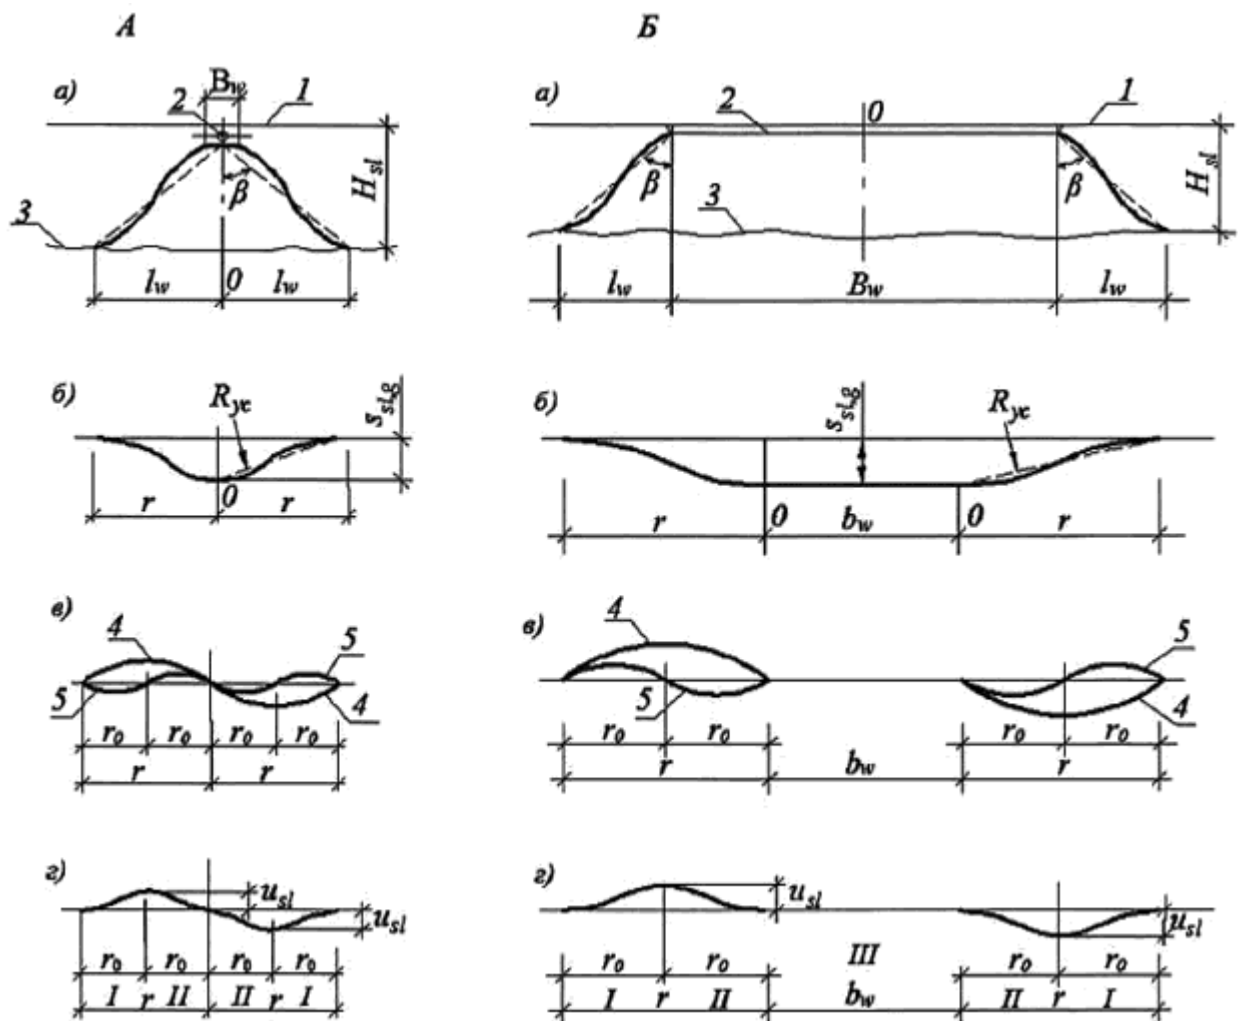 А Б
а) B_w 2 1 β H_sl 3 l_w 0 l_w
а) 0 1 2 β β H_sl 3 l_w B_w l_w
б) R_yc s_sl,g 0 r r
б) s_sl,g R_yc r 0 b_w 0 r
в) 4 5 5 4
r_0 r_0 r_0 r_0
r r
в) 4 5 5 4
r_0 r_0 r_0 r_0
r b_w r
г) u_sl u_sl
r_0 r_0 r_0 r_0
I r II II r I
г) u_sl u_sl
r_0 r_0 III r_0 r_0
I r II b_w II r I